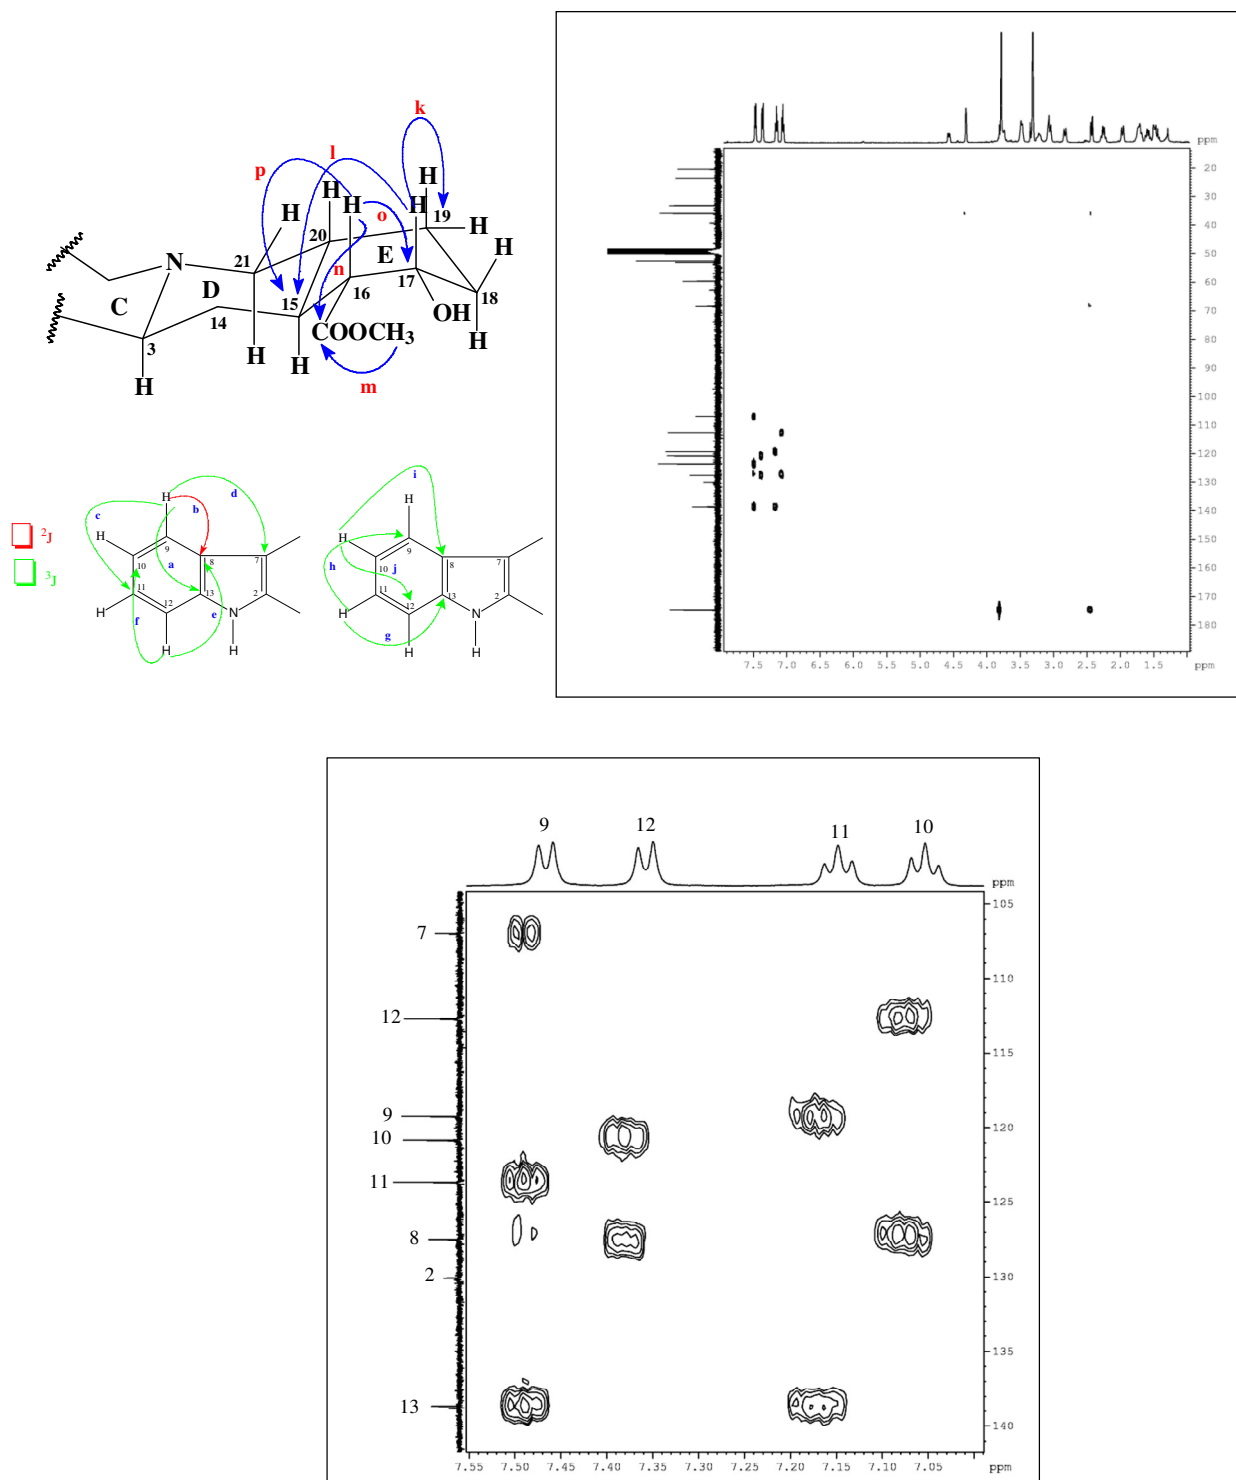 k
l
p
H
H
H
H
o
H
19
H
H
20
E
N
21
n
17
16
D
18
C
15
OH
14
COOCH3
H
3
H
H
H
m
i
H
d
H
b
c
2J
H
9
H
9
8
7
8
7
3J
10
a
h
10
j
11
13
2
11
13
2
12
12
H
N
H
N
f
e
g
H
H
H
H
ppm
20
30
40
50
60
70
80
90
100
110
120
130
140
150
160
170
180
7.5 7.0 6.5 6.0 5.5 5.0 4.5 4.0 3.5 3.0 2.5 2.0 1.5 ppm
9 12 11 10
ppm
105
7
110
12
115
9
120
10
11
125
8
2
130
135
13
140
7.55 7.50 7.45 7.40 7.35 7.30 7.25 7.20 7.15 7.10 7.05 ppm